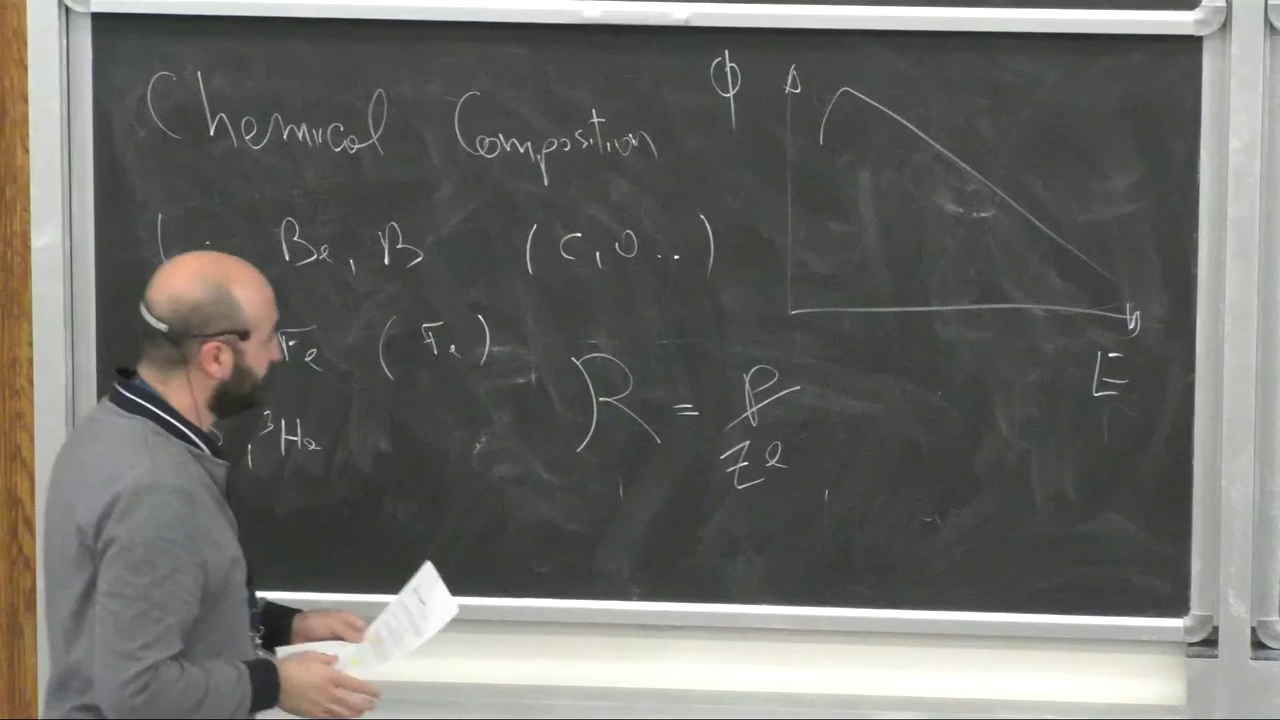 Chemical Composition
Be, B (C, O ..)
Fe (Fe)
, ³He
R = p
Ze
Φ
E